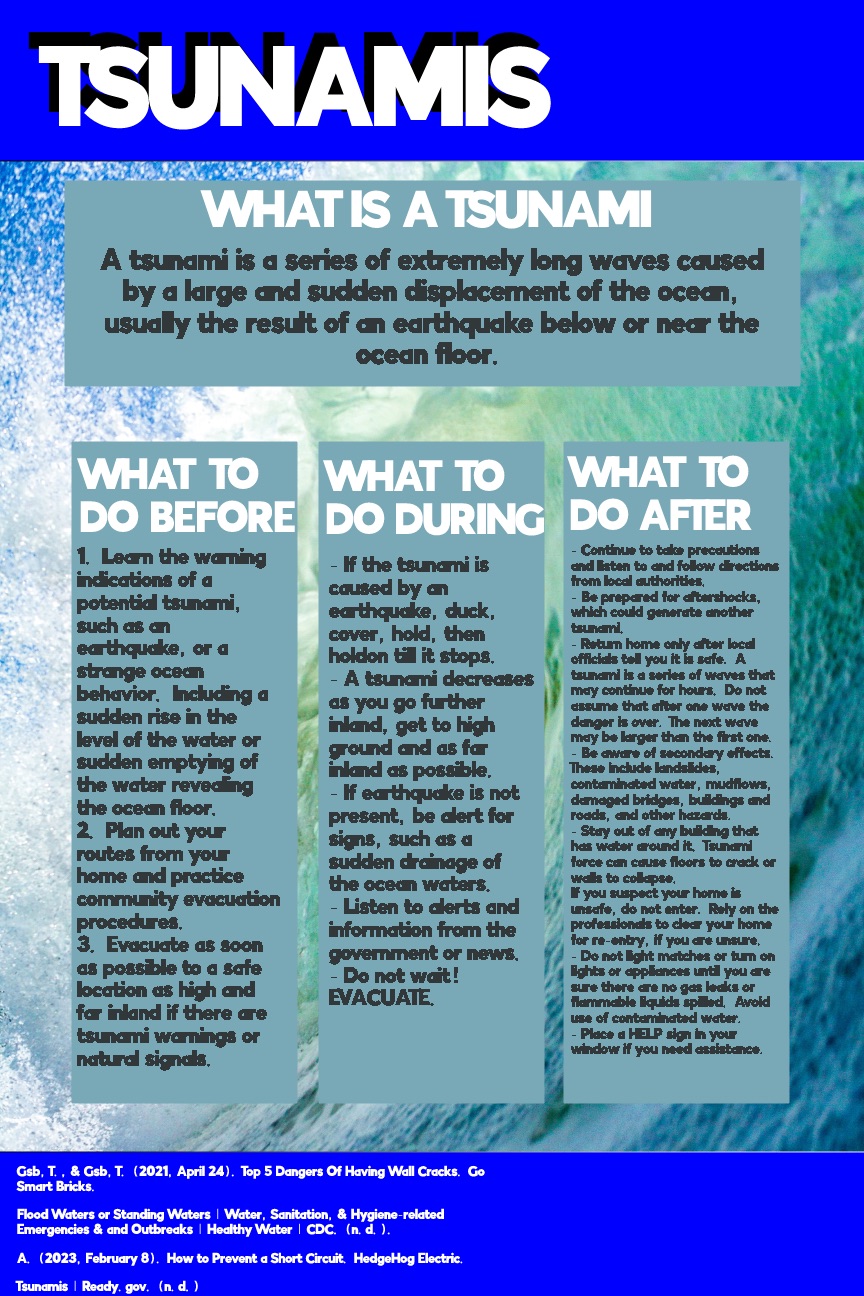 TSUNAMIS
WHAT IS A TSUNAMI
A tsunami is a series of extremely long waves caused
by a large and sudden displacement of the ocean,
usually the result of an earthquake below or near the
ocean floor.
WHAT TO
DO BEFORE
1. Learn the warning
indications of a
potential tsunami,
such as an
earthquake, or a
strange ocean
behavior. Including a
sudden rise in the
level of the water or
sudden emptying of
the water revealing
the ocean floor.
2. Plan out your
routes from your
home and practice
community evacuation
procedures.
3. Evacuate as soon
as possible to a safe
location as high and
far inland if there are
tsunami warnings or
natural signals.
WHAT TO
DO DURING
- If the tsunami is
caused by an
earthquake, duck,
cover, hold, then
holdon till it stops.
- A tsunami decreases
as you go further
inland, get to high
ground and as far
inland as possible.
- If earthquake is not
present, be alert for
signs, such as a
sudden drainage of
the ocean waters.
- Listen to alerts and
information from the
government or news.
- Do not wait!
EVACUATE.
WHAT TO
DO AFTER
- Continue to take precautions
and listen to and follow directions
from local authorities.
- Be prepared for aftershocks,
which could generate another
tsunami.
- Return home only after local
officials tell you it is safe. A
tsunami is a series of waves that
may continue for hours. Do not
assume that after one wave the
danger is over. The next wave
may be larger than the first one.
- Be aware of secondary effects.
These include landslides,
contaminated water, mudflows,
damaged bridges, buildings and
roads, and other hazards.
- Stay out of any building that
has water around it. Tsunami
force can cause floors to crack or
walls to collapse.
If you suspect your home is
unsafe, do not enter. Rely on the
professionals to clear your home
for re-entry, if you are unsure.
- Do not light matches or turn on
lights or appliances until you are
sure there are no gas leaks or
flammable liquids spilled. Avoid
use of contaminated water.
- Place a HELP sign in your
window if you need assistance.
Gsb, T. , & Gsb, T. (2021, April 24). Top 5 Dangers Of Having Wall Cracks. Go
Smart Bricks.
Flood Waters or Standing Waters | Water, Sanitation, & Hygiene-related
Emergencies & and Outbreaks | Healthy Water | CDC. (n. d. ).
A. (2023, February 8). How to Prevent a Short Circuit. HedgeHog Electric.
Tsunamis | Ready. gov. (n. d. )